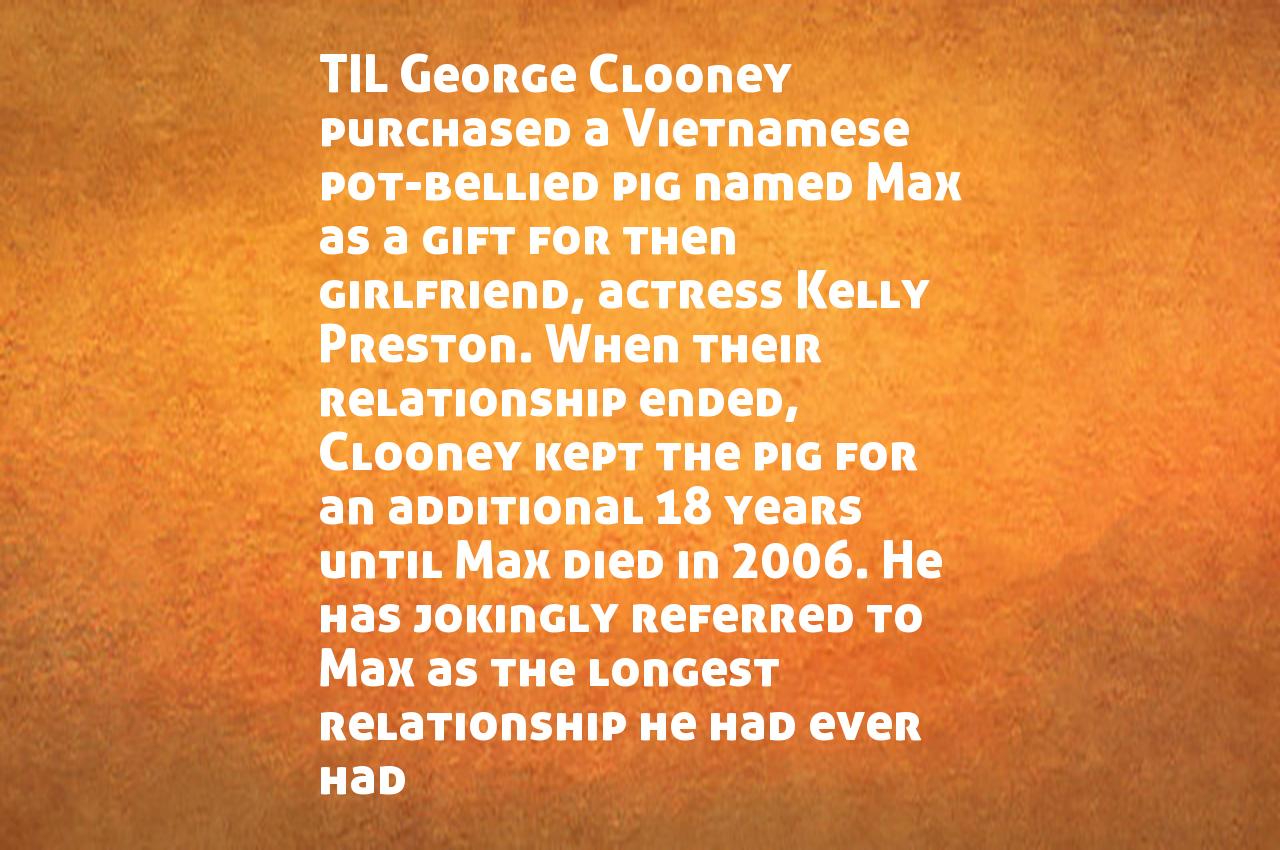 TIL George Clooney
purchased a Vietnamese
pot-bellied pig named Max
as a gift for then
girlfriend, actress Kelly
Preston. When their
relationship ended,
Clooney kept the pig for
an additional 18 years
until Max died in 2006. He
has jokingly referred to
Max as the longest
relationship he had ever
had